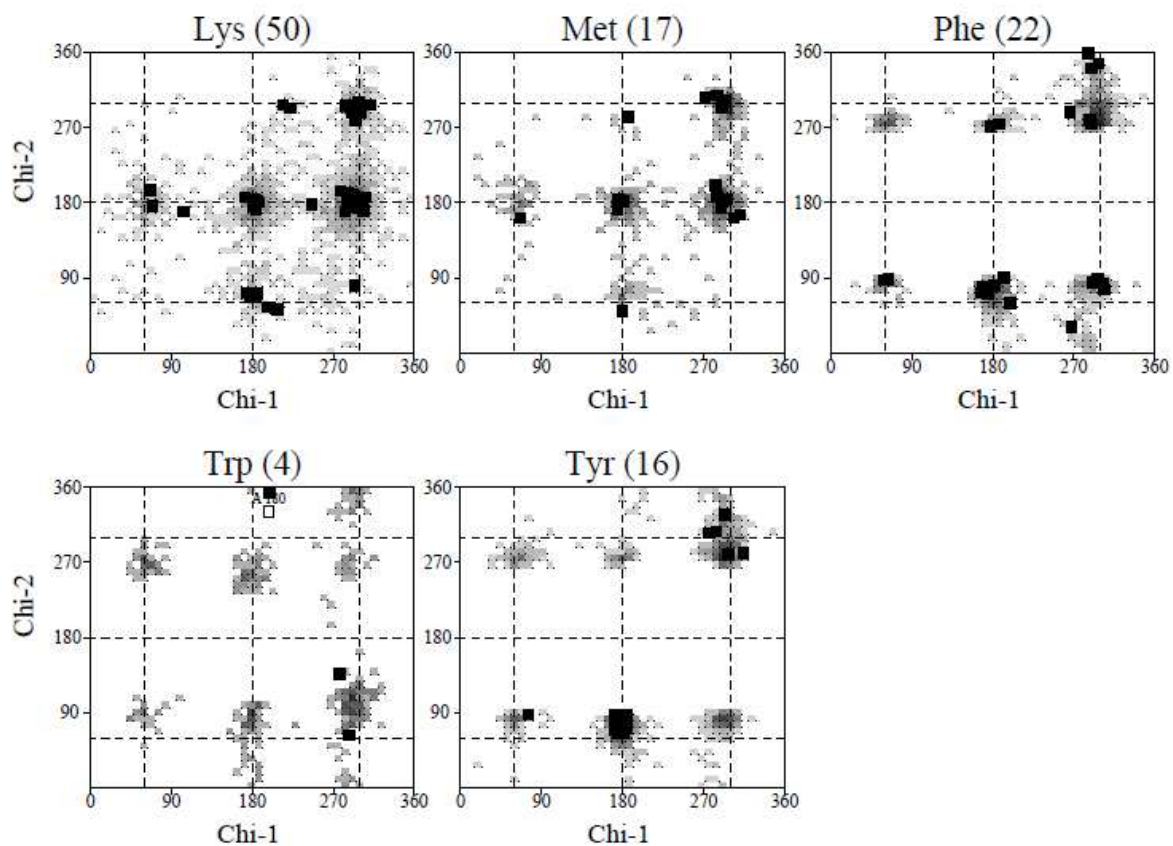 Lys (50) Met (17) Phe (22)
360 360 360
270 270 270
Chi-2 180 180 180
90 90 90
0 90 180 270 360 0 90 180 270 360 0 90 180 270 360
Chi-1 Chi-1 Chi-1
Trp (4) Tyr (16)
360 360
A 180
270 270
Chi-2 180 180
90 90
0 90 180 270 360 0 90 180 270 360
Chi-1 Chi-1